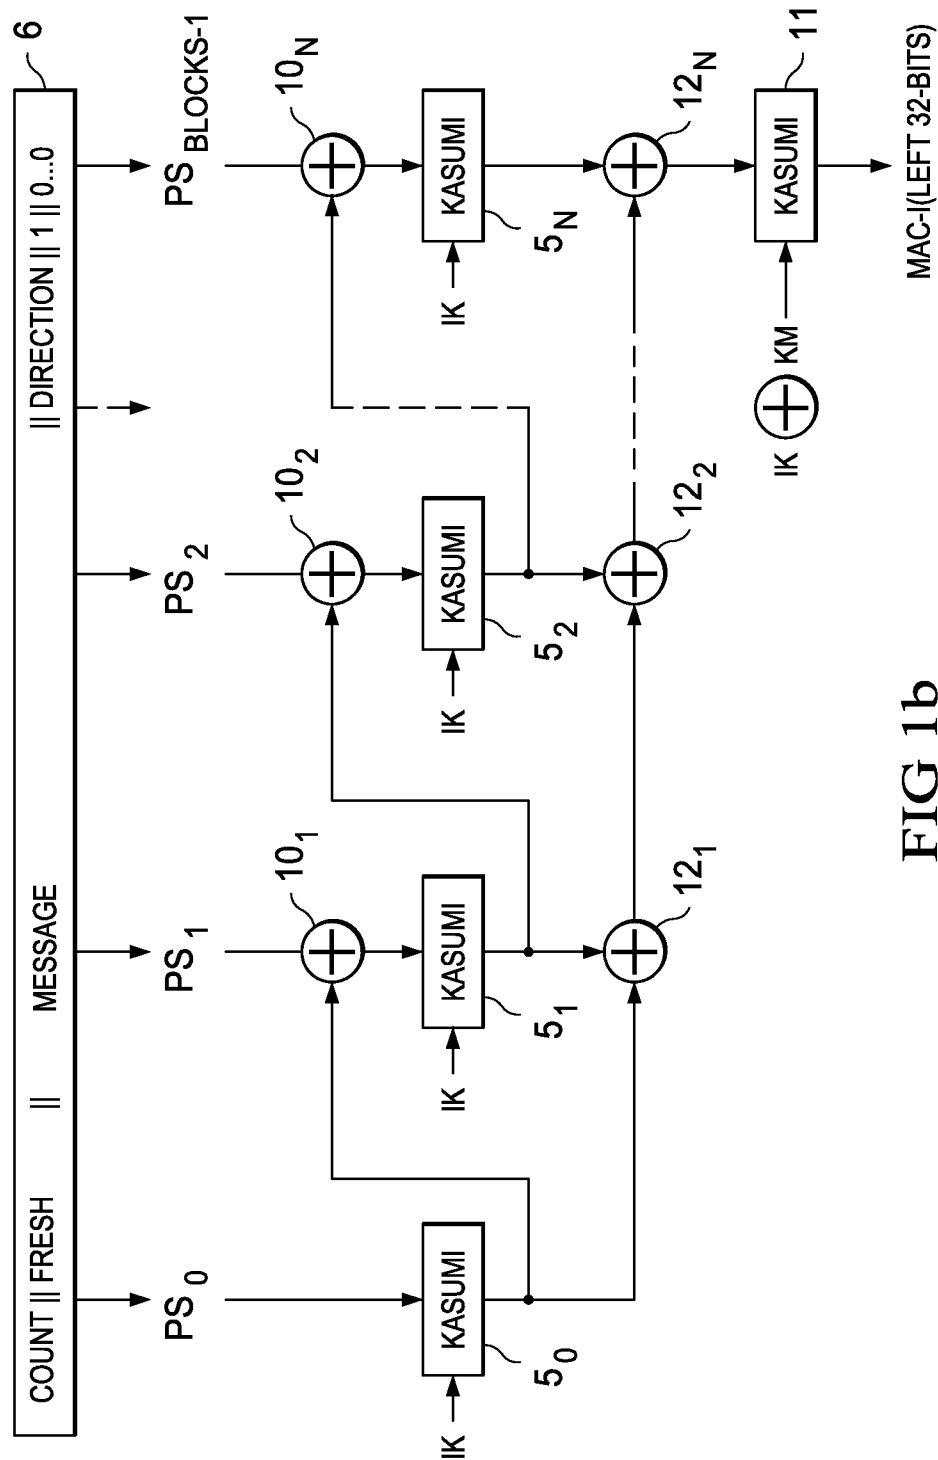 6
COUNT || FRESH || MESSAGE || DIRECTION || 1 || 0...0
PS0 PS1 PS2 PSBLOCKS-1
101 102 10N
IK KASUMI IK KASUMI IK KASUMI IK KASUMI
50 51 52 5N
121 122 12N
IK KM KASUMI 11
MAC-I(LEFT 32-BITS)
FIG 1b